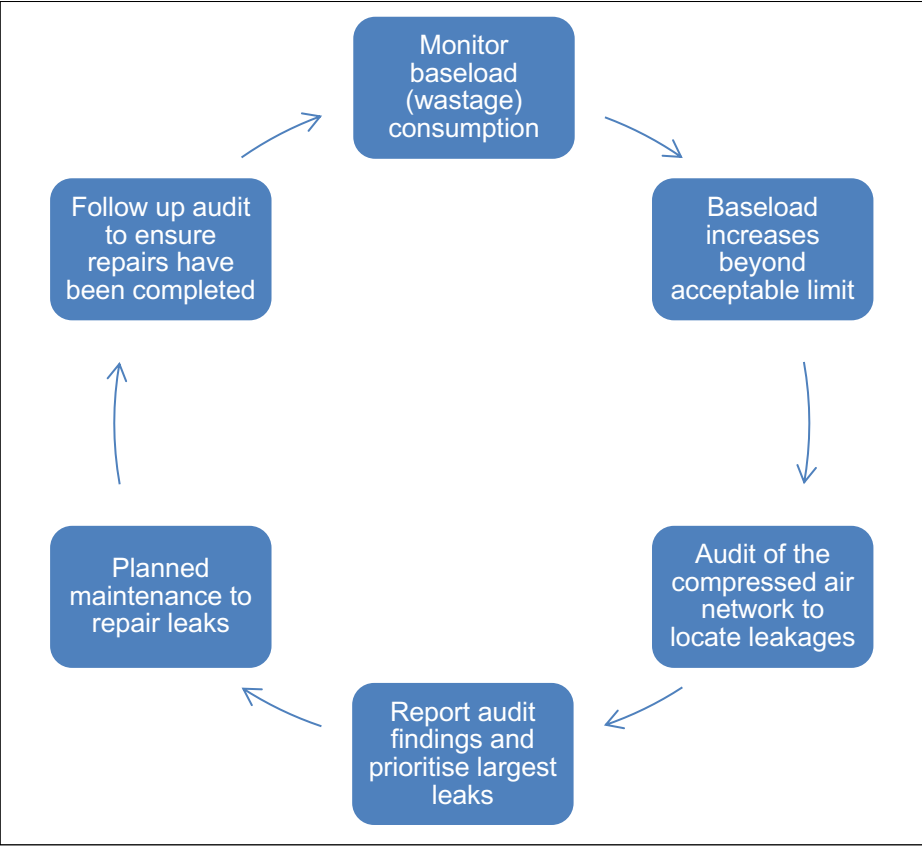 Monitor
baseload
(wastage)
consumption
Baseload
increases
beyond
acceptable limit
Audit of the
compressed air
network to
locate leakages
Report audit
findings and
prioritise largest
leaks
Planned
maintenance to
repair leaks
Follow up audit
to ensure
repairs have
been completed